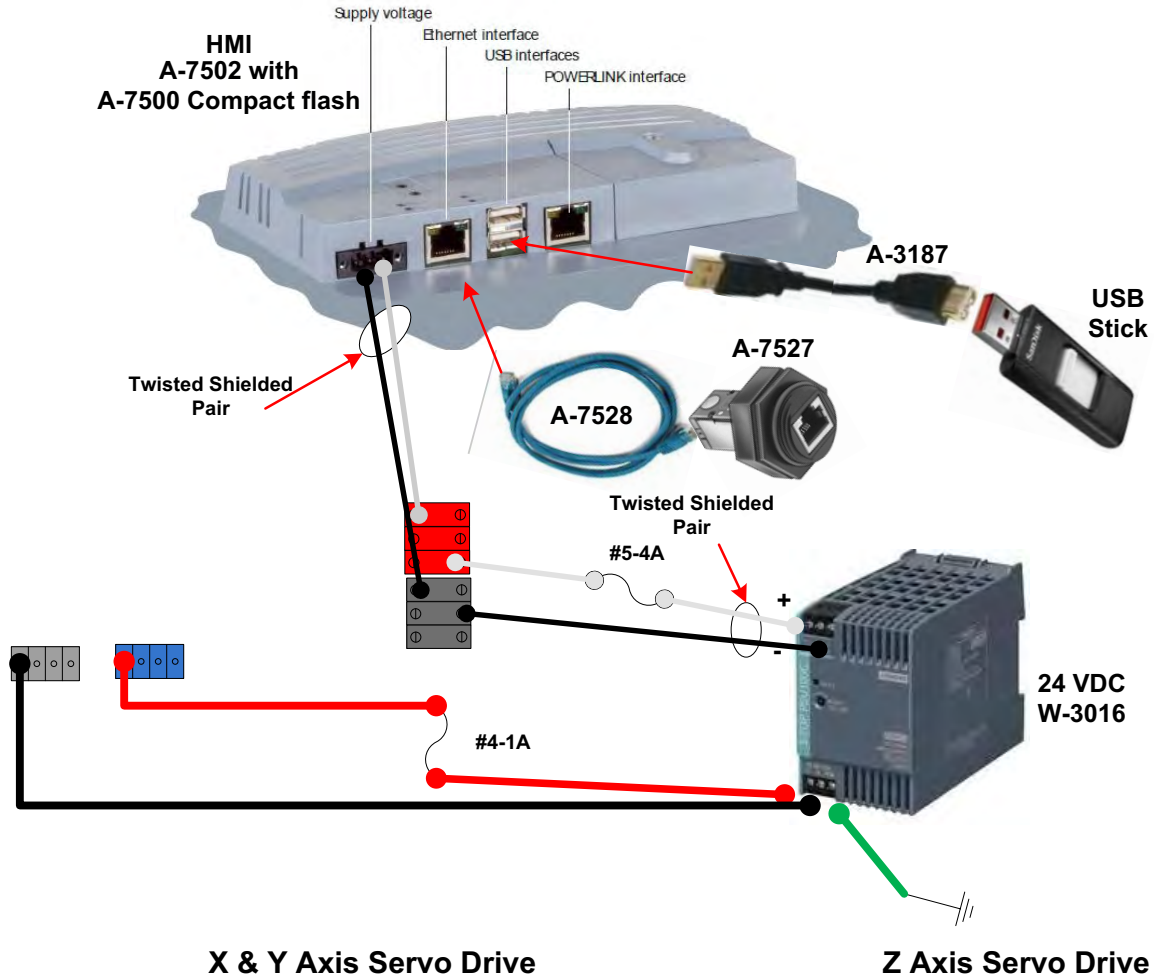 Supply voltage
Ethernet interface
USB interfaces
POWERLINK interface
HMI
A-7502 with
A-7500 Compact flash
A-3187
USB
Stick
A-7527
A-7528
Twisted Shielded
Pair
Twisted Shielded
Pair
#5-4A
+
-
24 VDC
W-3016
#4-1A
X & Y Axis Servo Drive
Z Axis Servo Drive